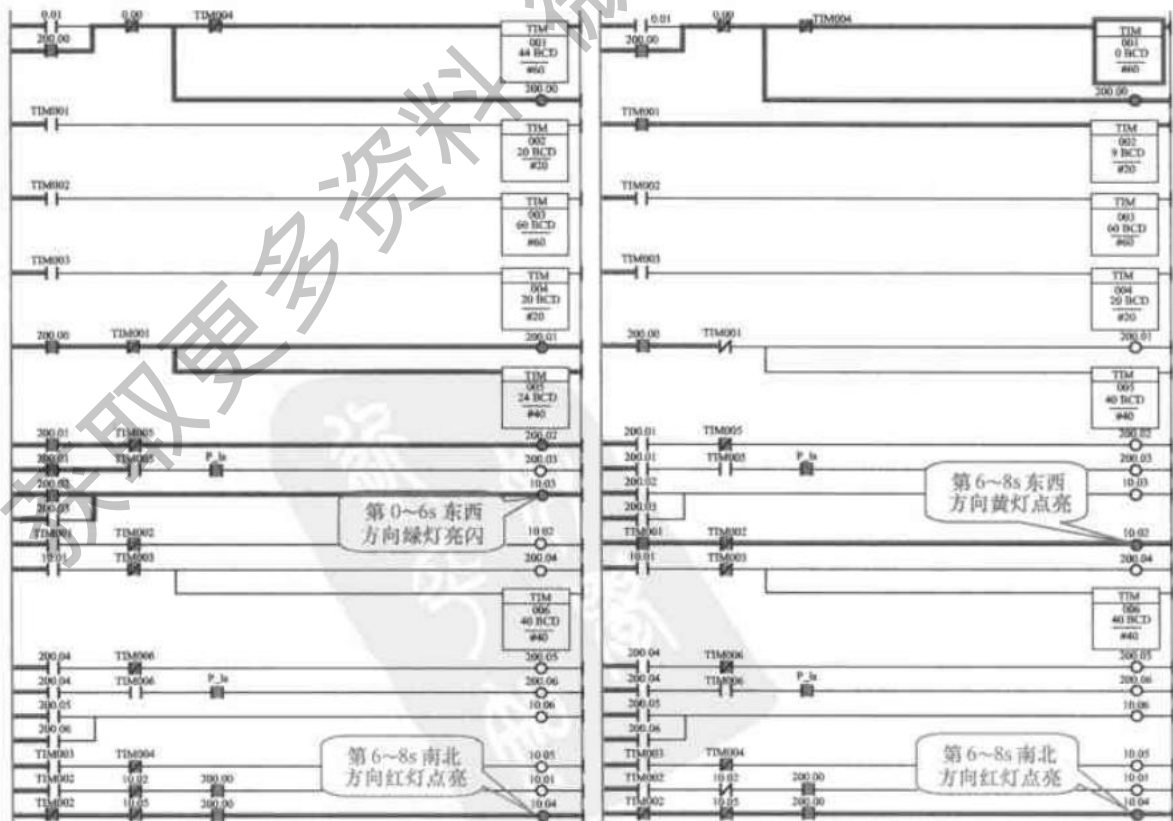 0.01 0.00 TIM004
200.00
TIM
001
44 BCD
#60
200.00
TIM001
TIM
002
20 BCD
#20
TIM002
TIM
003
60 BCD
#60
TIM003
TIM
004
20 BCD
#20
200.00 TIM001 200.01
TIM
005
24 BCD
#40
200.01 TIM005 200.02
200.01 TIM005 P_1s 200.03
200.02 10.03
200.03
第0~6s 东西
方向绿灯亮闪
TIM001 TIM002 10.02
10.01 TIM003 200.04
TIM
006
40 BCD
#40
200.04 TIM006 200.05
200.04 TIM006 P_1s 200.06
200.05 10.06
200.06
第6~8s 南北
方向红灯点亮
TIM003 TIM004 10.05
TIM002 10.02 200.00 10.01
TIM002 10.05 200.00 10.04
0.01 0.00 TIM004
200.00
TIM
001
0 BCD
#60
200.00
TIM001
TIM
002
9 BCD
#20
TIM002
TIM
003
60 BCD
#60
TIM003
TIM
004
20 BCD
#20
200.00 TIM001 200.01
TIM
005
40 BCD
#40
200.01 TIM005 200.02
200.01 TIM005 P_1s 200.03
200.02 10.03
200.03
第6~8s 东西
方向黄灯点亮
TIM001 TIM002 10.02
10.01 TIM003 200.04
TIM
006
40 BCD
#40
200.04 TIM006 200.05
200.04 TIM006 P_1s 200.06
200.05 10.06
200.06
第6~8s 南北
方向红灯点亮
TIM003 TIM004 10.05
TIM002 10.02 200.00 10.01
TIM002 10.05 200.00 10.04
获取更多资料 微